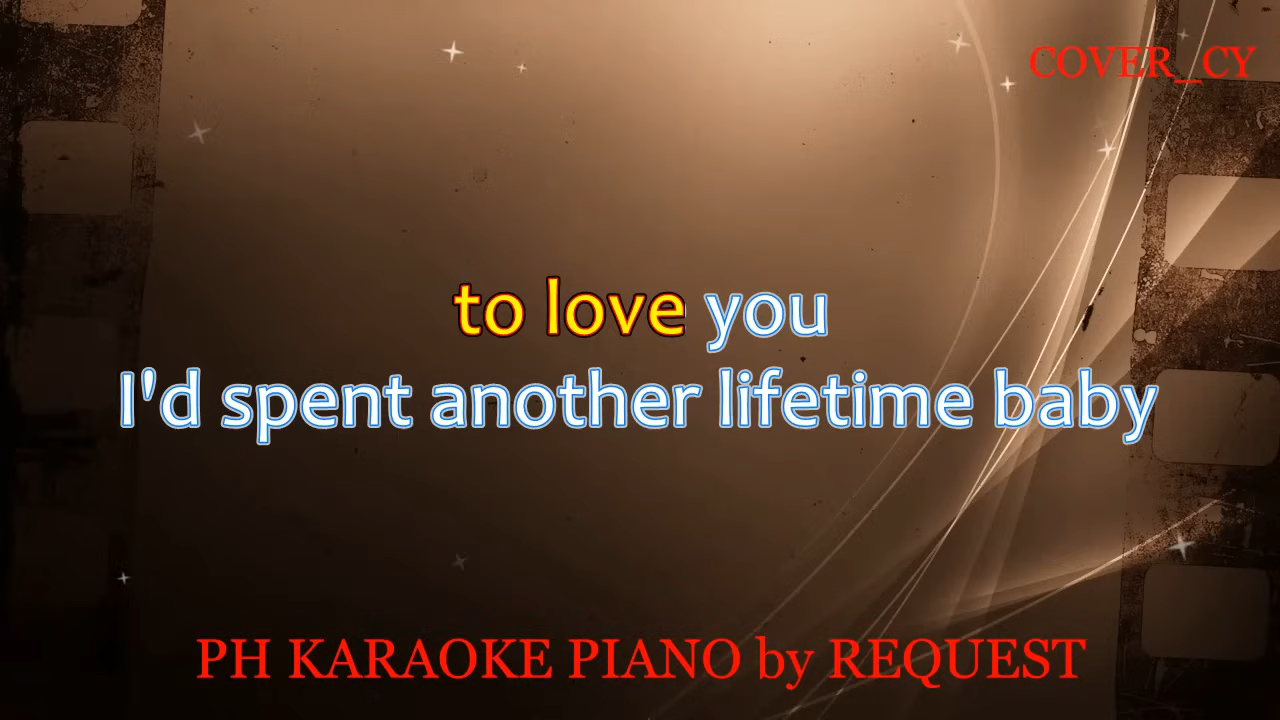 COVER_CY
to love you
I'd spent another lifetime baby
PH KARAOKE PIANO by REQUEST